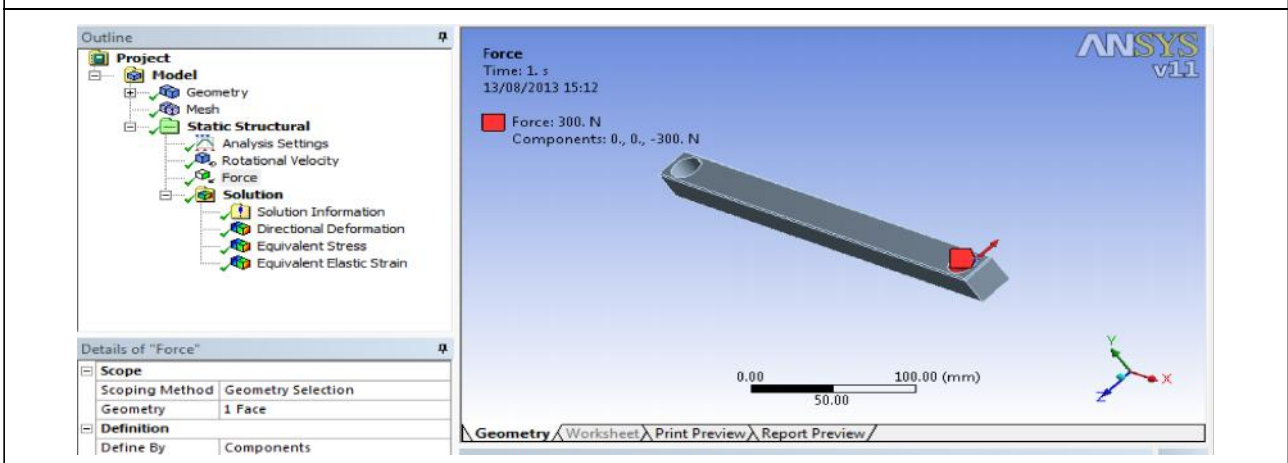 Outline
Project
Model
Geometry
Mesh
Static Structural
Analysis Settings
Rotational Velocity
Force
Solution
Solution Information
Directional Deformation
Equivalent Stress
Equivalent Elastic Strain
Details of "Force"
Scope
Scoping Method Geometry Selection
Geometry 1 Face
Definition
Define By Components
Force
Time: 1. s
13/08/2013 15:12
Force: 300. N
Components: 0., 0., -300. N
ANSYS
v11
0.00 100.00 (mm)
50.00
Y
X
Z
Geometry Worksheet Print Preview Report Preview